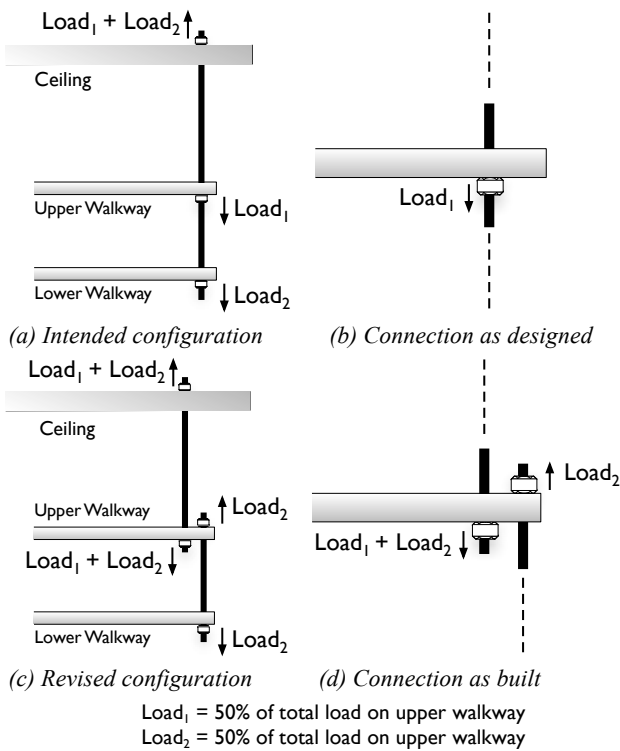 Load₁ + Load₂
Ceiling
Upper Walkway
Load₁
Lower Walkway
Load₂
(a) Intended configuration
Load₁
(b) Connection as designed
Load₁ + Load₂
Ceiling
Upper Walkway
Load₂
Load₁ + Load₂
Lower Walkway
Load₂
(c) Revised configuration
Load₂
Load₁ + Load₂
(d) Connection as built
Load₁ = 50% of total load on upper walkway
Load₂ = 50% of total load on upper walkway